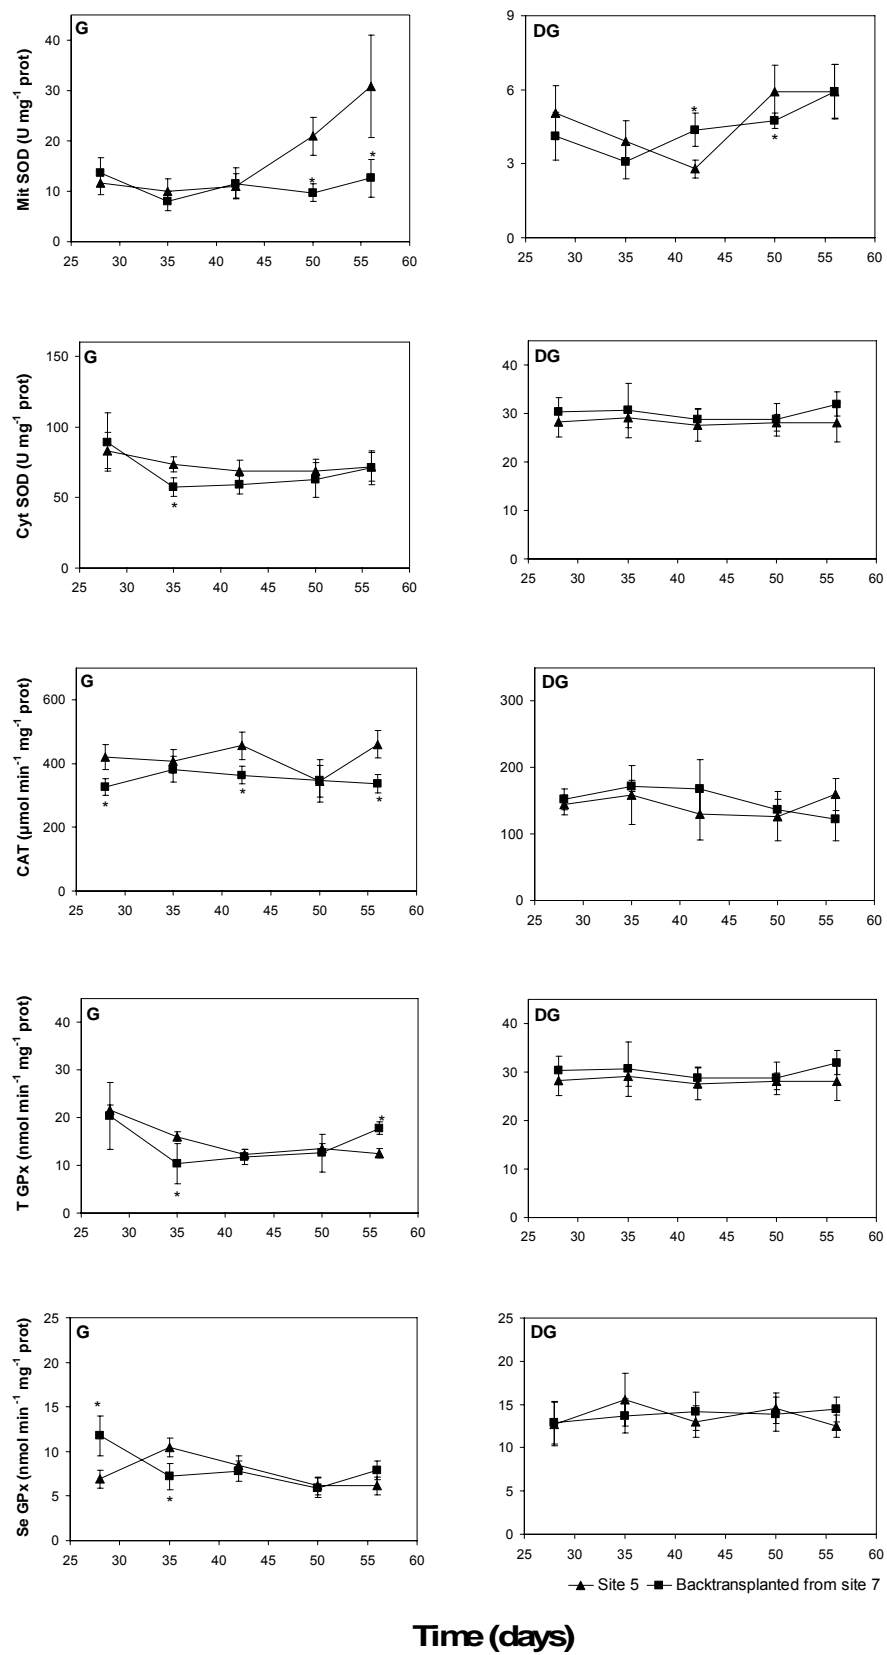 G
Mit SOD (U mg⁻¹ prot)
40
30
20
10
0
25 30 35 40 45 50 55 60
* *
DG
9
6
3
0
25 30 35 40 45 50 55 60
* *
G
Cyt SOD (U mg⁻¹ prot)
150
100
50
0
25 30 35 40 45 50 55 60
*
DG
40
30
20
10
0
25 30 35 40 45 50 55 60
G
CAT (µmol min⁻¹ mg⁻¹ prot)
600
400
200
0
25 30 35 40 45 50 55 60
* * *
DG
300
200
100
0
25 30 35 40 45 50 55 60
G
T GPx (nmol min⁻¹ mg⁻¹ prot)
40
30
20
10
0
25 30 35 40 45 50 55 60
* *
DG
40
30
20
10
0
25 30 35 40 45 50 55 60
G
Se GPx (nmol min⁻¹ mg⁻¹ prot)
25
20
15
10
5
0
25 30 35 40 45 50 55 60
* *
DG
25
20
15
10
5
0
25 30 35 40 45 50 55 60
Site 5 Backtransplanted from site 7
Time (days)